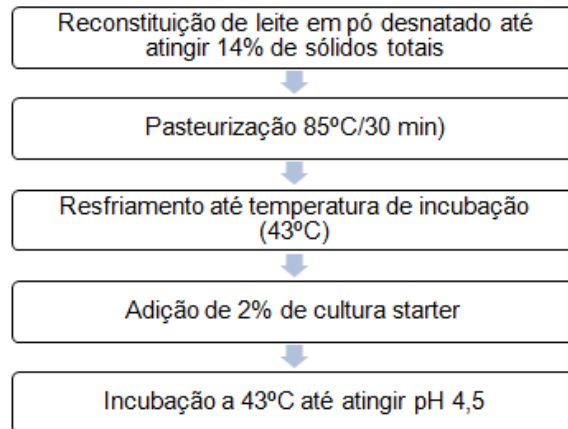 Reconstituição de leite em pó desnatado até
atingir 14% de sólidos totais
Pasteurização 85ºC/30 min)
Resfriamento até temperatura de incubação
(43ºC)
Adição de 2% de cultura starter
Incubação a 43ºC até atingir pH 4,5